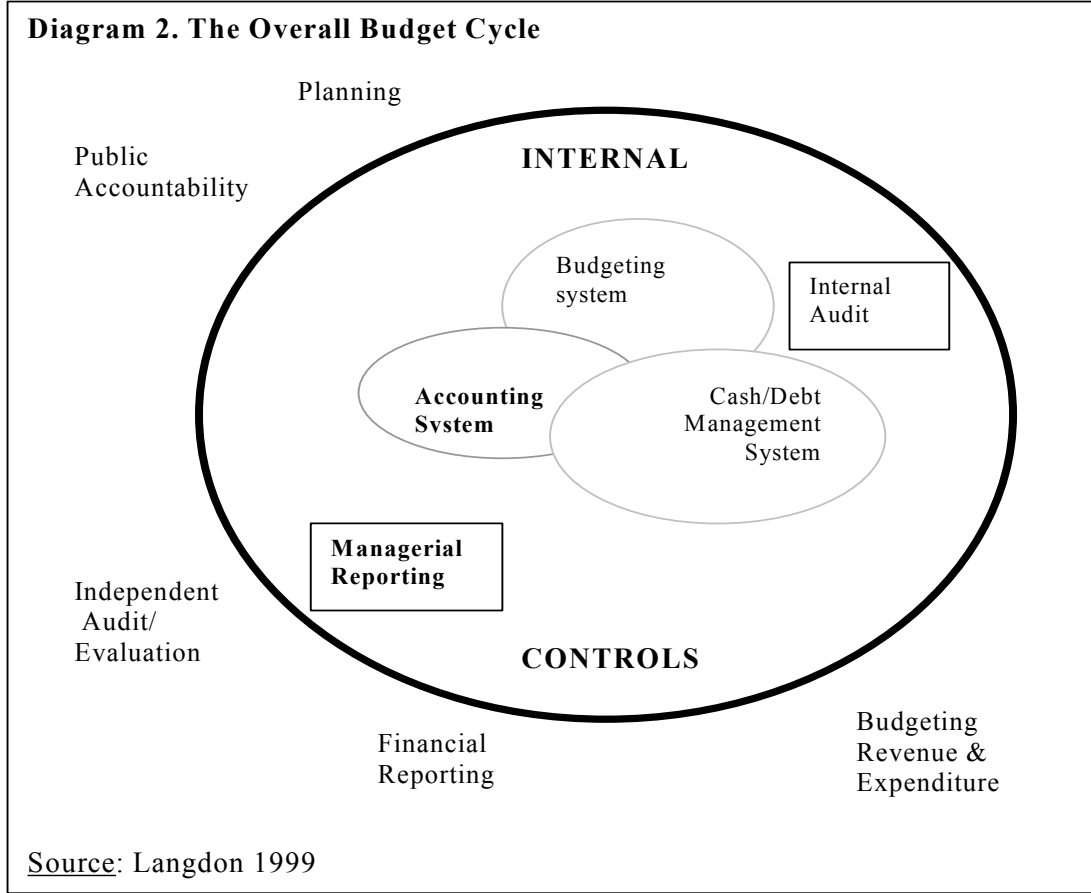 Diagram 2. The Overall Budget Cycle
Planning
Public
Accountability
INTERNAL
Budgeting
system
Internal
Audit
Accounting
System
Cash/Debt
Management
System
Managerial
Reporting
Independent
Audit/
Evaluation
CONTROLS
Financial
Reporting
Budgeting
Revenue &
Expenditure
Source: Langdon 1999